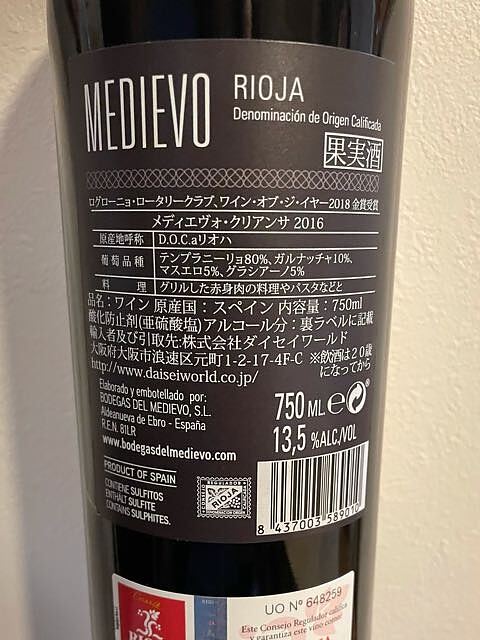 MEDIEVO
RIOJA
Denominación de Origen Calificada
果実酒
ログローニョ・ロータリークラブ、ワイン・オブ・ジ・イヤー2018 金賞受賞
メディエヴォ・クリアンサ 2016
原産地呼称 D.O.C.aリオハ
葡萄品種 テンプラニーリョ80%、ガルナッチャ10%、
マスエロ5%、グラシアーノ5%
料 理 グリルした赤身肉の料理やパスタなどと
品名：ワイン 原産国：スペイン 内容量：750ml
酸化防止剤(亜硫酸塩)アルコール分：裏ラベルに記載
輸入者及び引取先:株式会社ダイセイワールド
大阪府大阪市浪速区元町1-2-17-4F-C ※飲酒は20歳
になってから
http://www.daiseiworld.co.jp/
Elaborado y embotellado por:
BODEGAS DEL MEDIEVO, S.L.
Aldeanueva de Ebro - España
R.E.N. 81LR
www.bodegasdelmedievo.com
750 ML e
13,5 %ALC./VOL
PRODUCT OF SPAIN
CONTIENE SULFITOS
ENTHÄLT SULFITE
CONTAINS SULPHITES.
RIOJA
8 437003 589010
UO Nº 648259
Este Consejo Regulador califica
y garantiza este vino como